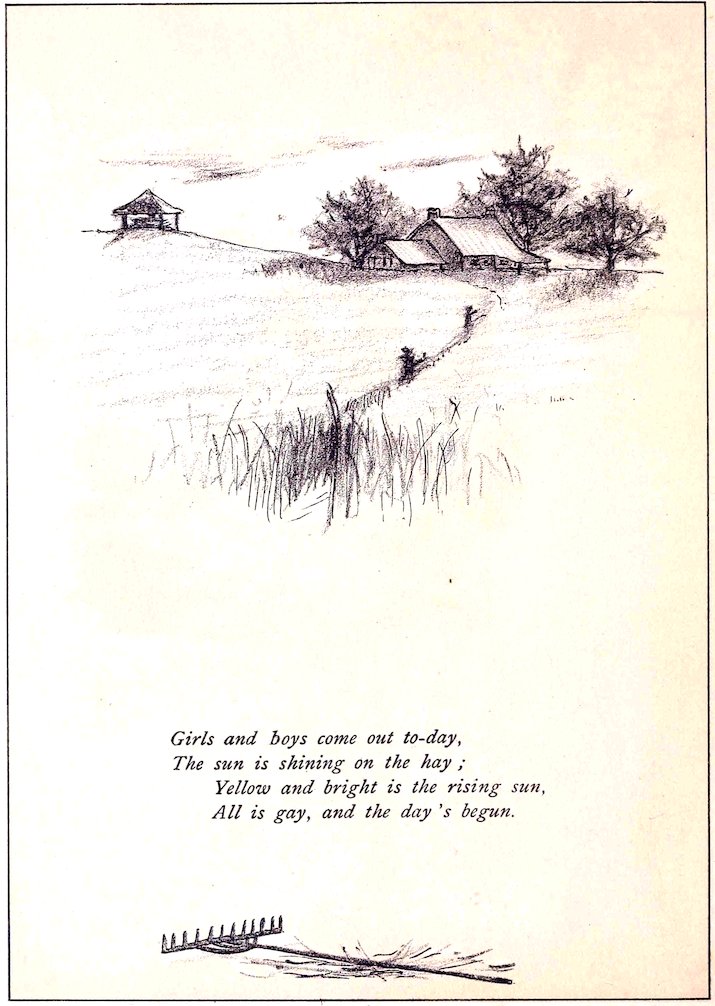 Girls and boys come out to-day,
The sun is shining on the hay ;
Yellow and bright is the rising sun,
All is gay, and the day's begun.